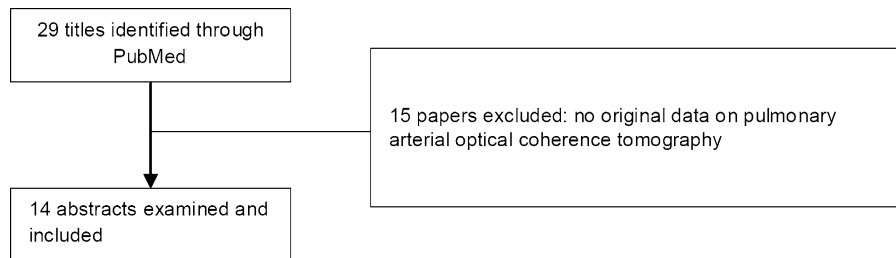 29 titles identified through
PubMed
15 papers excluded: no original data on pulmonary
arterial optical coherence tomography
14 abstracts examined and
included